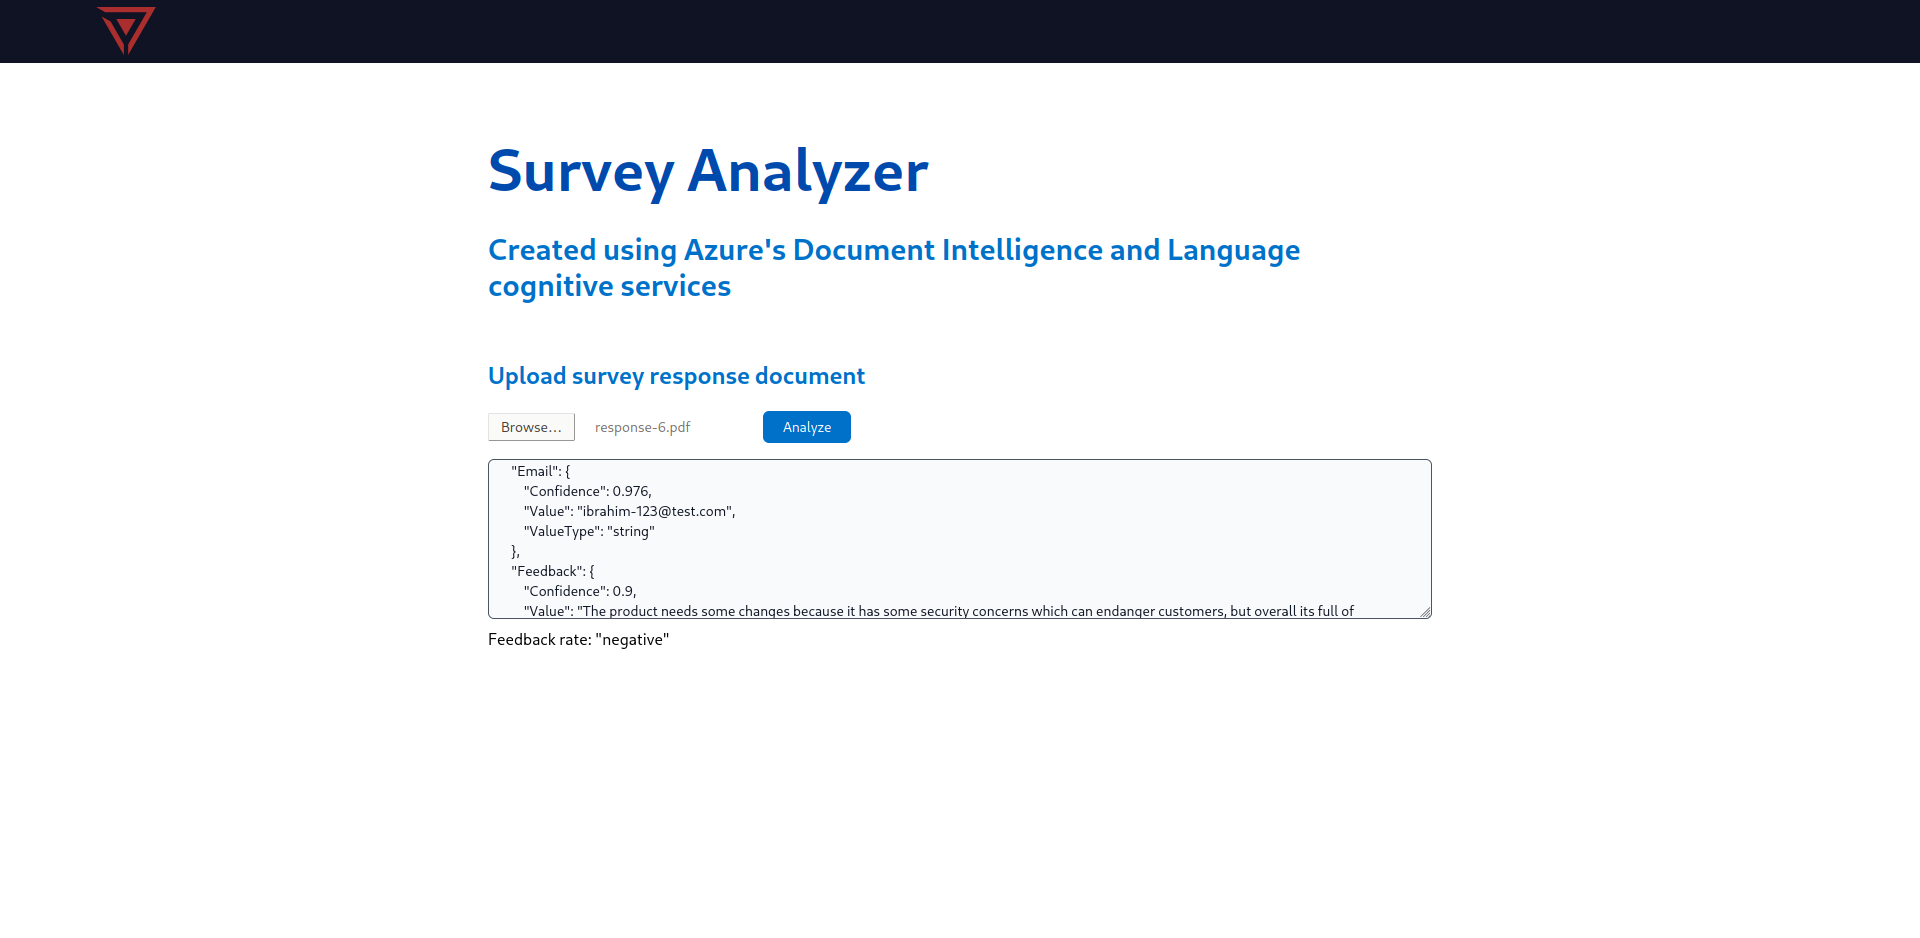 Survey Analyzer
Created using Azure's Document Intelligence and Language
cognitive services
Upload survey response document
Browse...
response-6.pdf
Analyze
"Email": {
"Confidence": 0.976,
"Value": "ibrahim-123@test.com",
"ValueType": "string"
},
"Feedback": {
"Confidence": 0.9,
"Value": "The product needs some changes because it has some security concerns which can endanger customers, but overall its full of
Feedback rate: "negative"